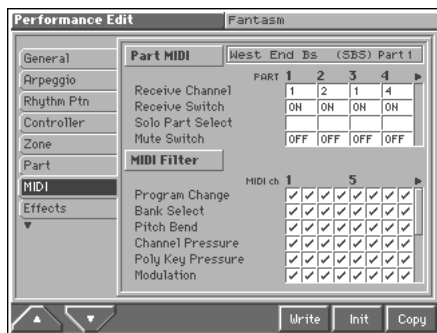 Performance Edit Fantasm
General
Arpeggio
Rhythm Ptn
Controller
Zone
Part
MIDI
Effects
Part MIDI West End Bs (SBS) Part 1
PART 1 2 3 4
Receive Channel 1 2 1 4
Receive Switch ON ON ON ON
Solo Part Select
Mute Switch OFF OFF OFF OFF
MIDI Filter
MIDI ch 1 5
Program Change
Bank Select
Pitch Bend
Channel Pressure
Poly Key Pressure
Modulation
Write Init Copy